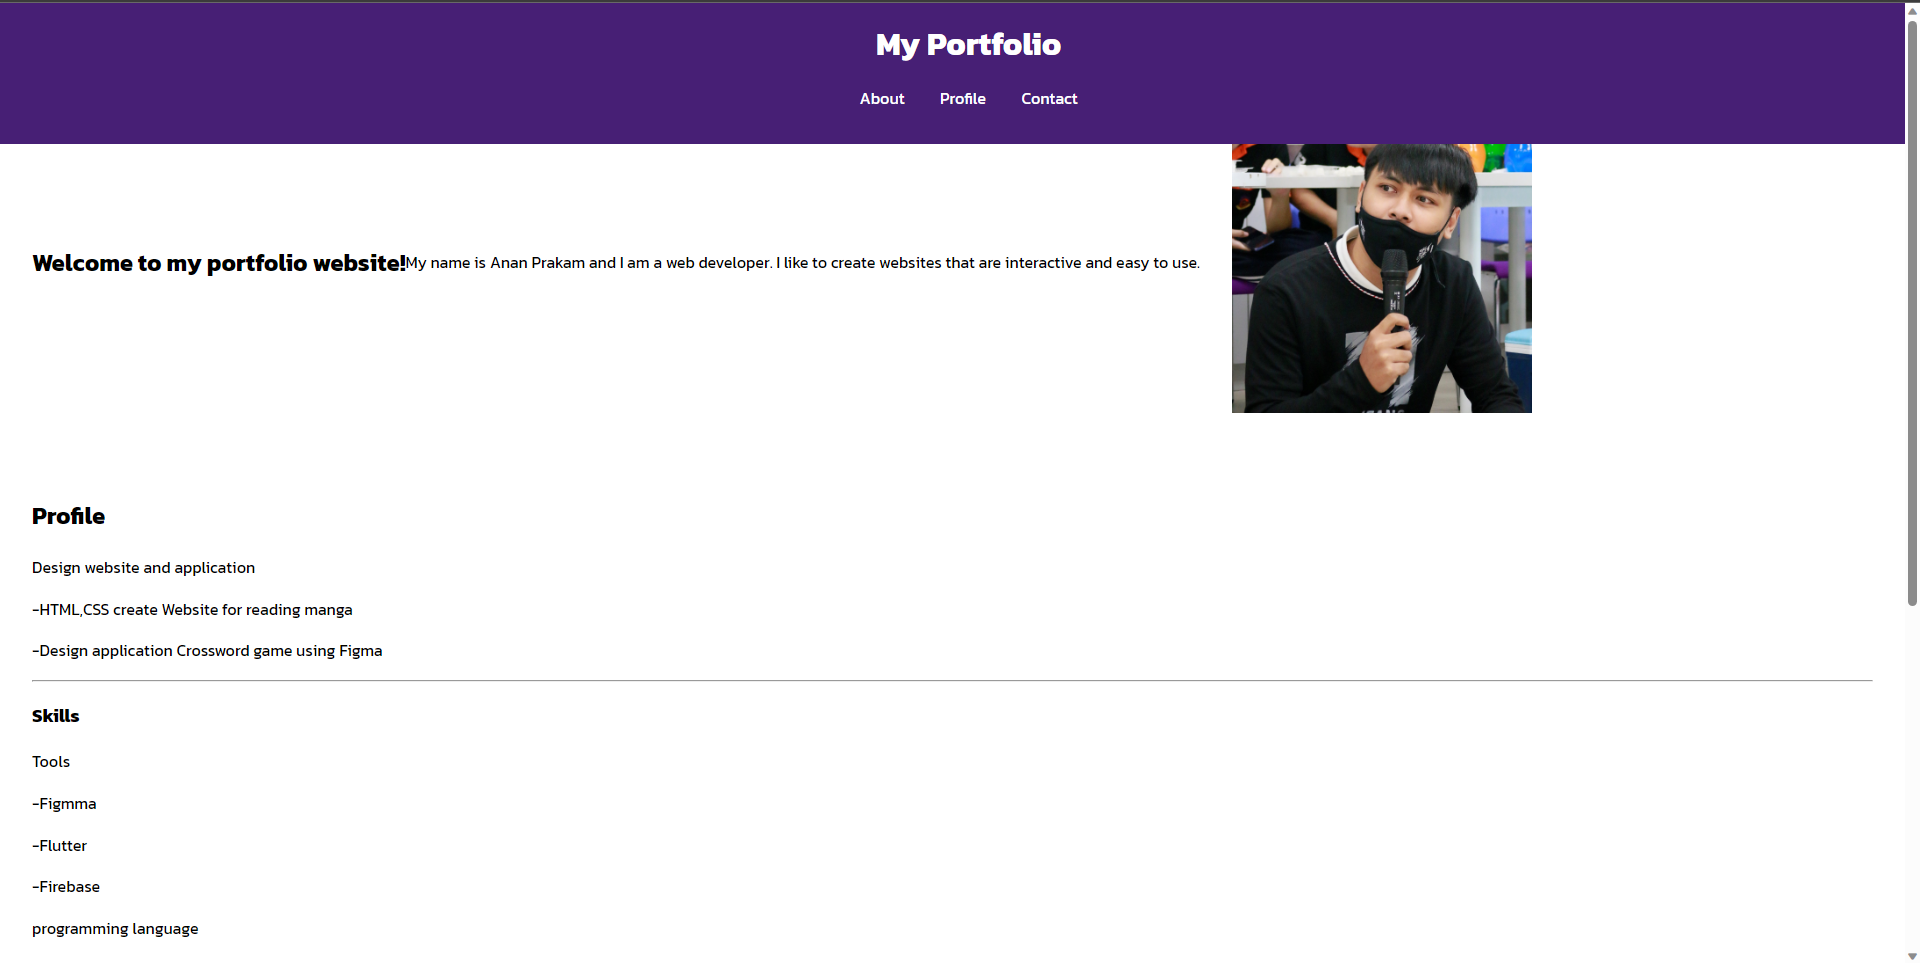 My Portfolio
About Profile Contact
Welcome to my portfolio website!My name is Anan Prakam and I am a web developer. I like to create websites that are interactive and easy to use.
Profile
Design website and application
-HTML,CSS create Website for reading manga
-Design application Crossword game using Figma
Skills
Tools
-Figmma
-Flutter
-Firebase
programming language